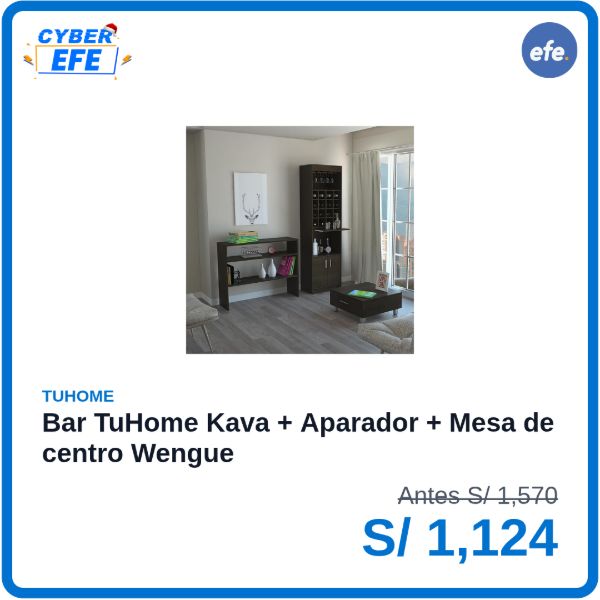 CYBER
EFE
efe.
TUHOME
Bar TuHome Kava + Aparador + Mesa de
centro Wengue
Antes S/ 1,570
S/ 1,124